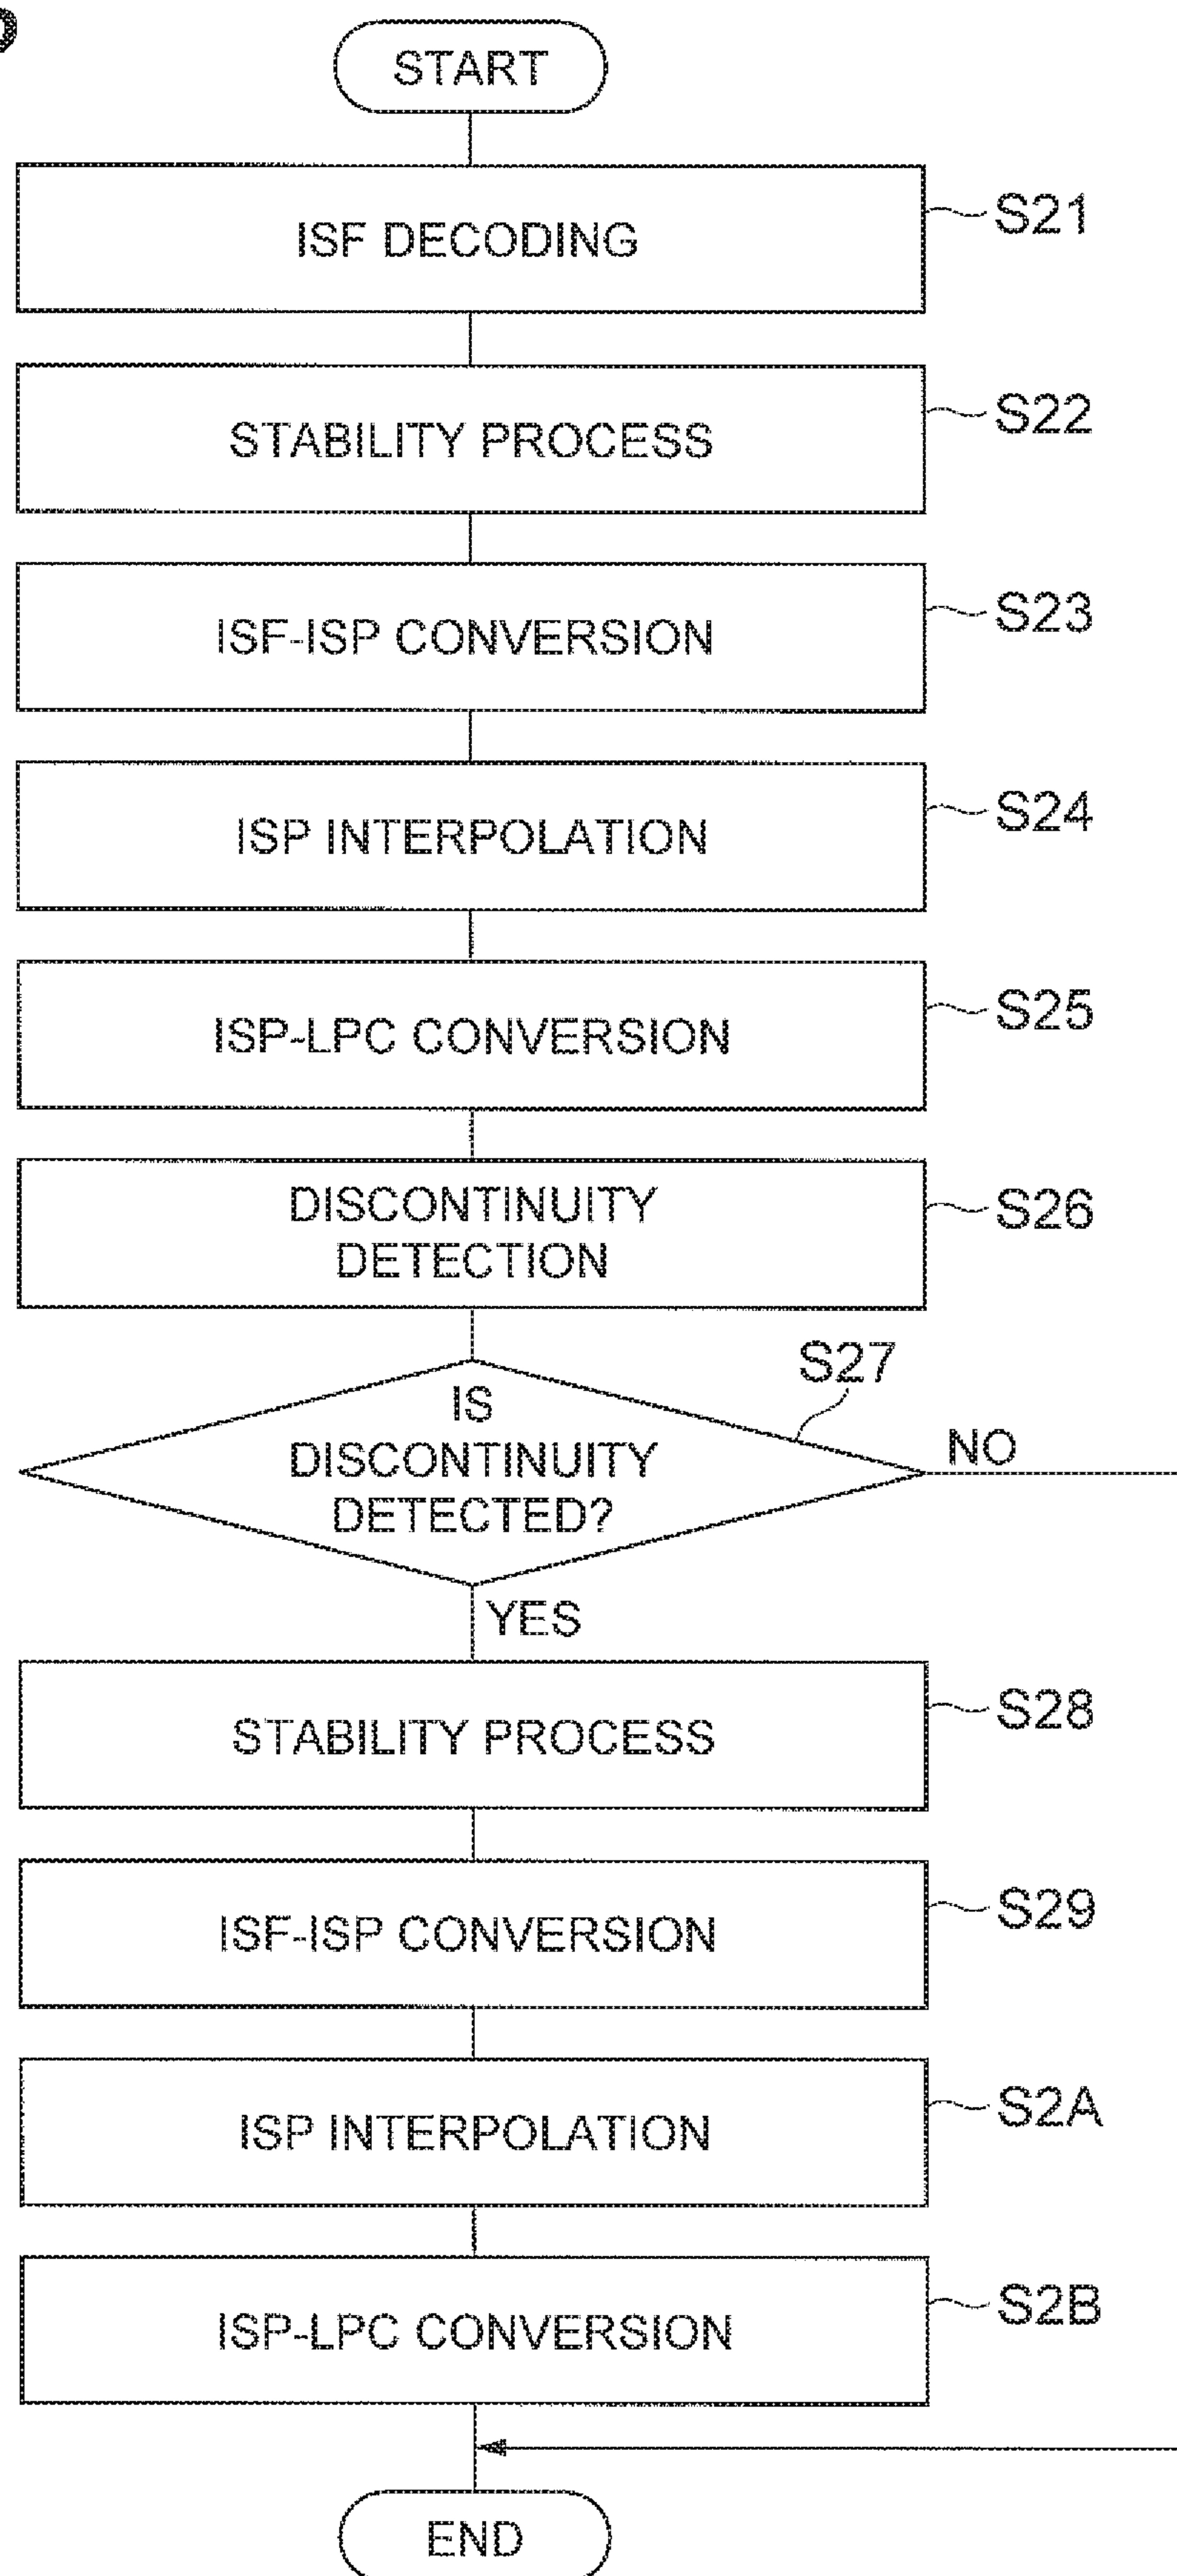 START
ISF DECODING
S21
STABILITY PROCESS
S22
ISF-ISP CONVERSION
S23
ISP INTERPOLATION
S24
ISP-LPC CONVERSION
S25
DISCONTINUITY
DETECTION
S26
S27
IS
DISCONTINUITY
DETECTED?
NO
YES
STABILITY PROCESS
S28
ISF-ISP CONVERSION
S29
ISP INTERPOLATION
S2A
ISP-LPC CONVERSION
S2B
END